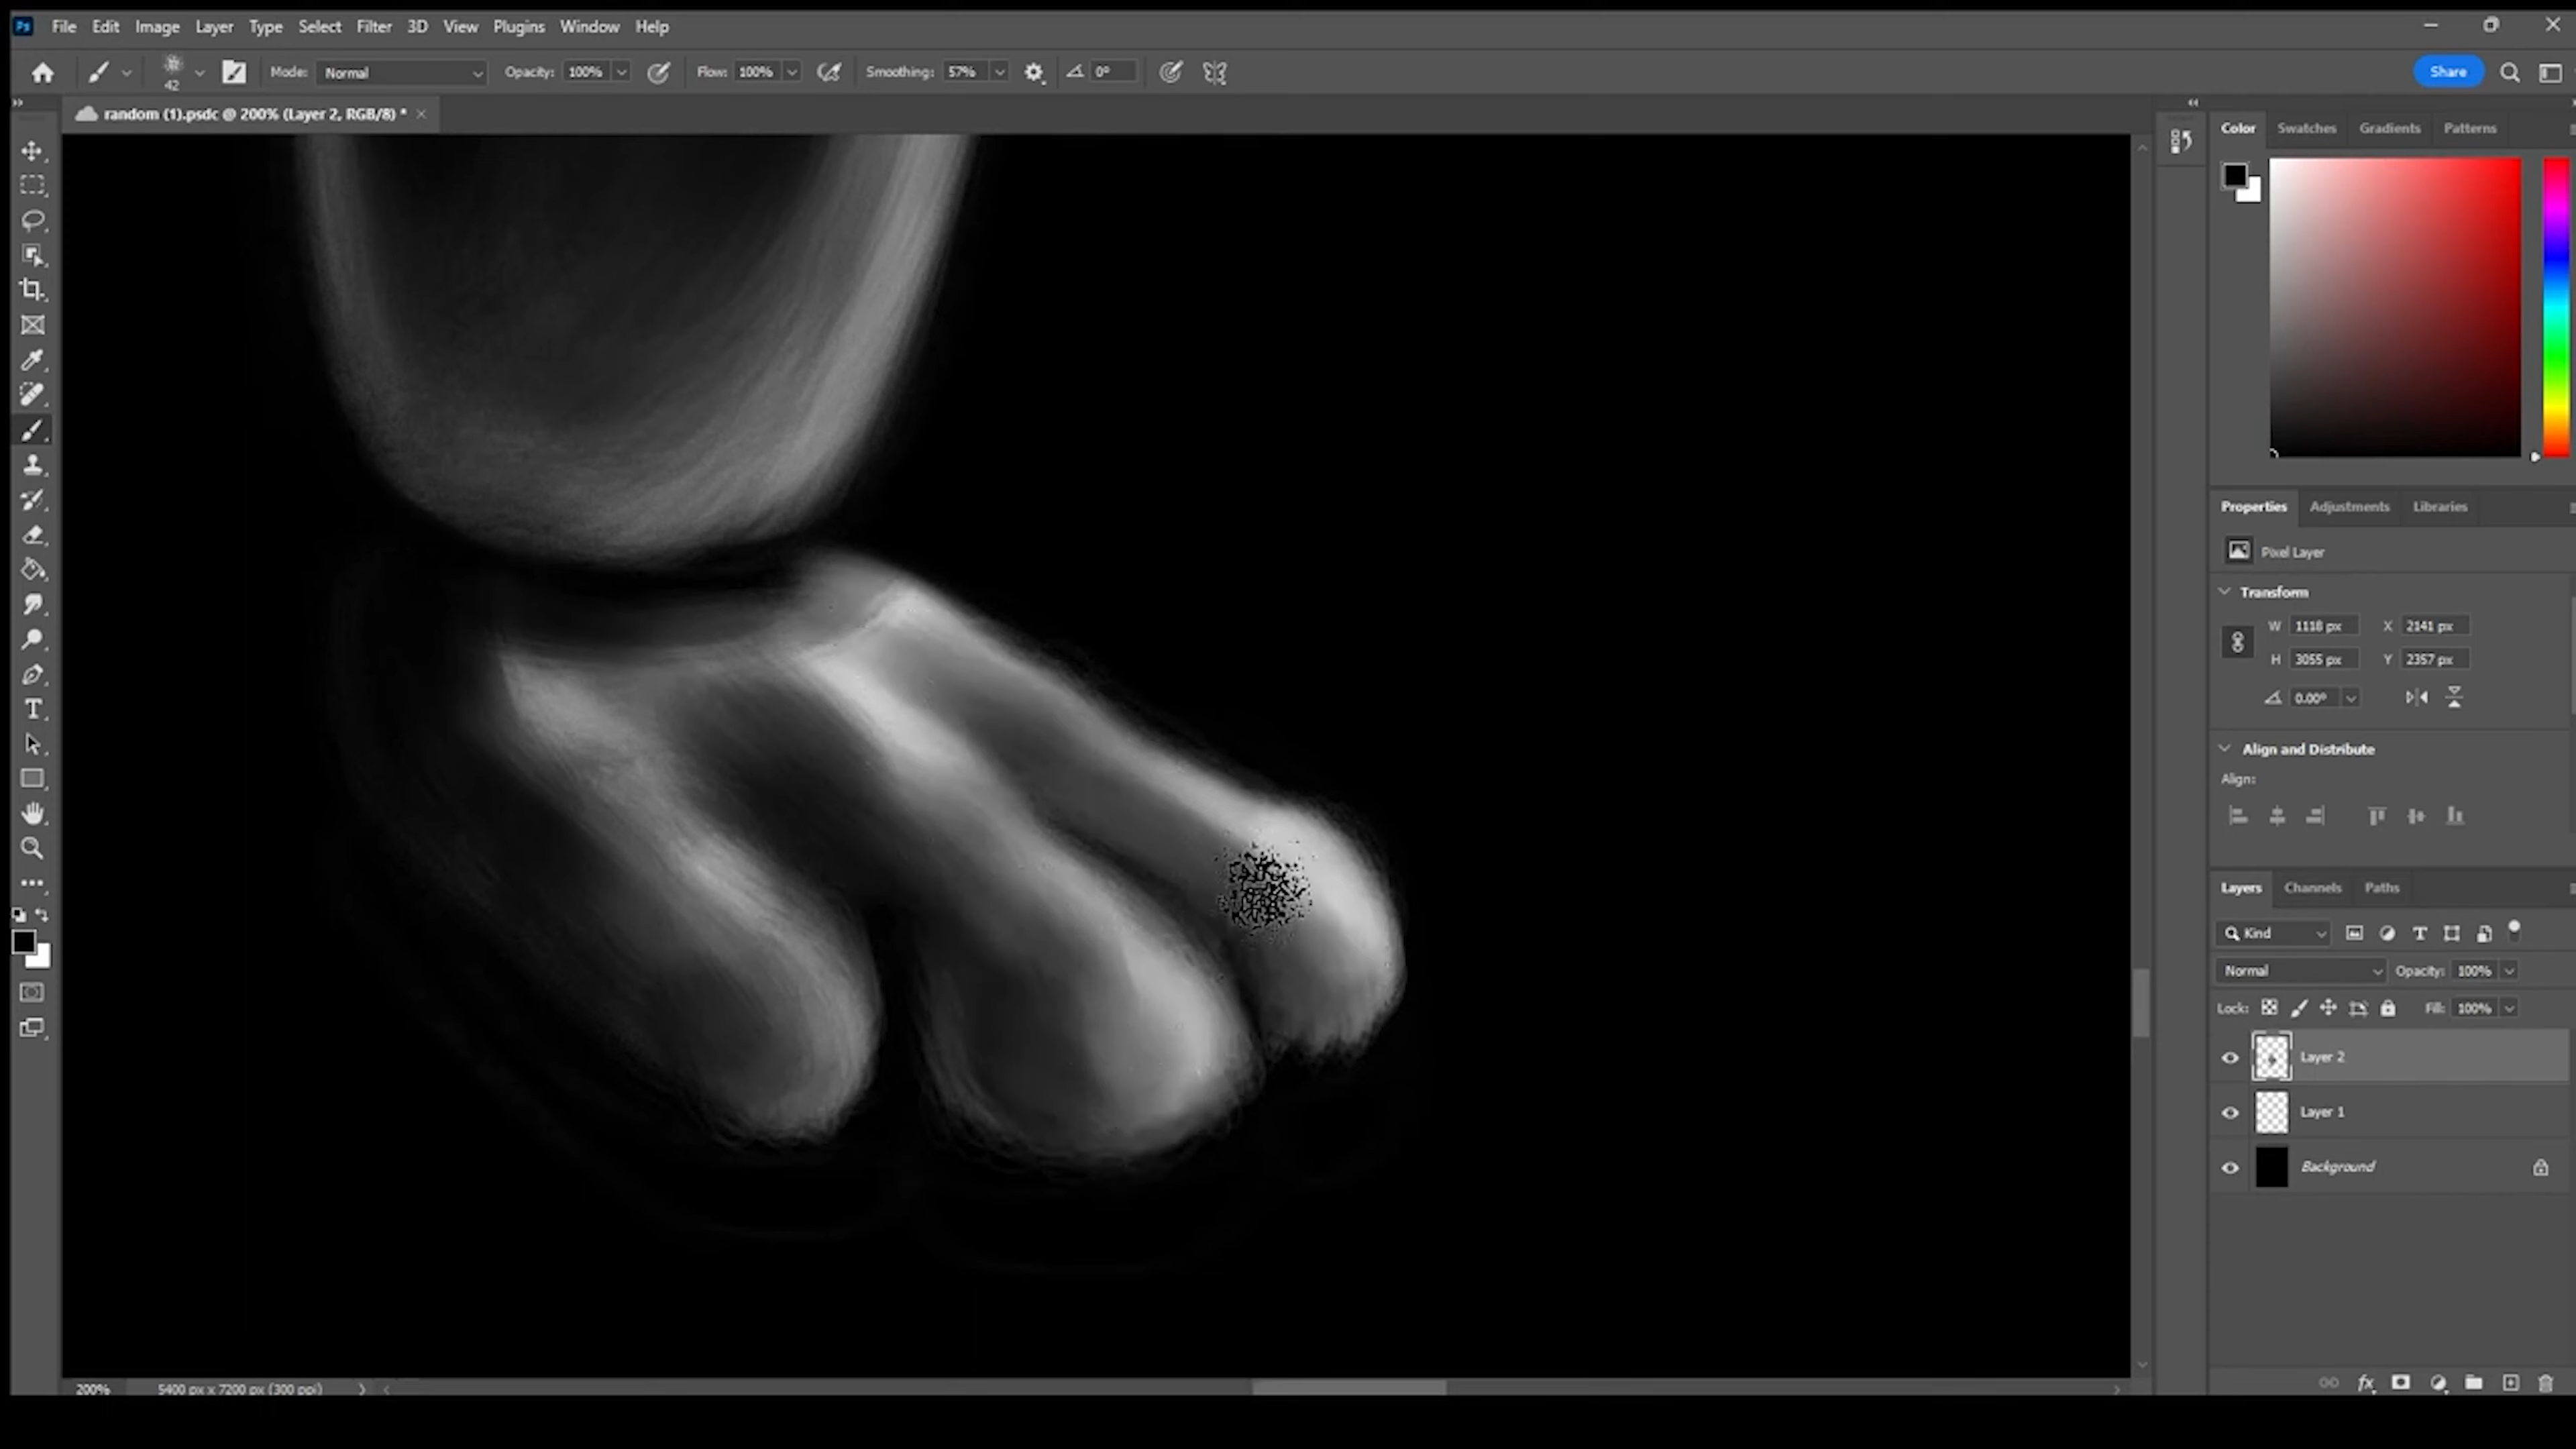 Ps File Edit Image Layer Type Select Filter 3D View Plugins Window Help
42 Mode: Normal Opacity: 100% Flow: 100% Smoothing: 57% 0° Share
random (1).psdc @ 200% (Layer 2, RGB/8) * ×
Color Swatches Gradients Patterns
Properties Adjustments Libraries
Pixel Layer
Transform
W 1118 px X 2141 px
H 3055 px Y 2357 px
0.00°
Align and Distribute
Align:
Layers Channels Paths
Kind
Normal Opacity: 100%
Lock: Fill: 100%
Layer 2
Layer 1
Background
fx
200% 5400 px x 7200 px (300 ppi)